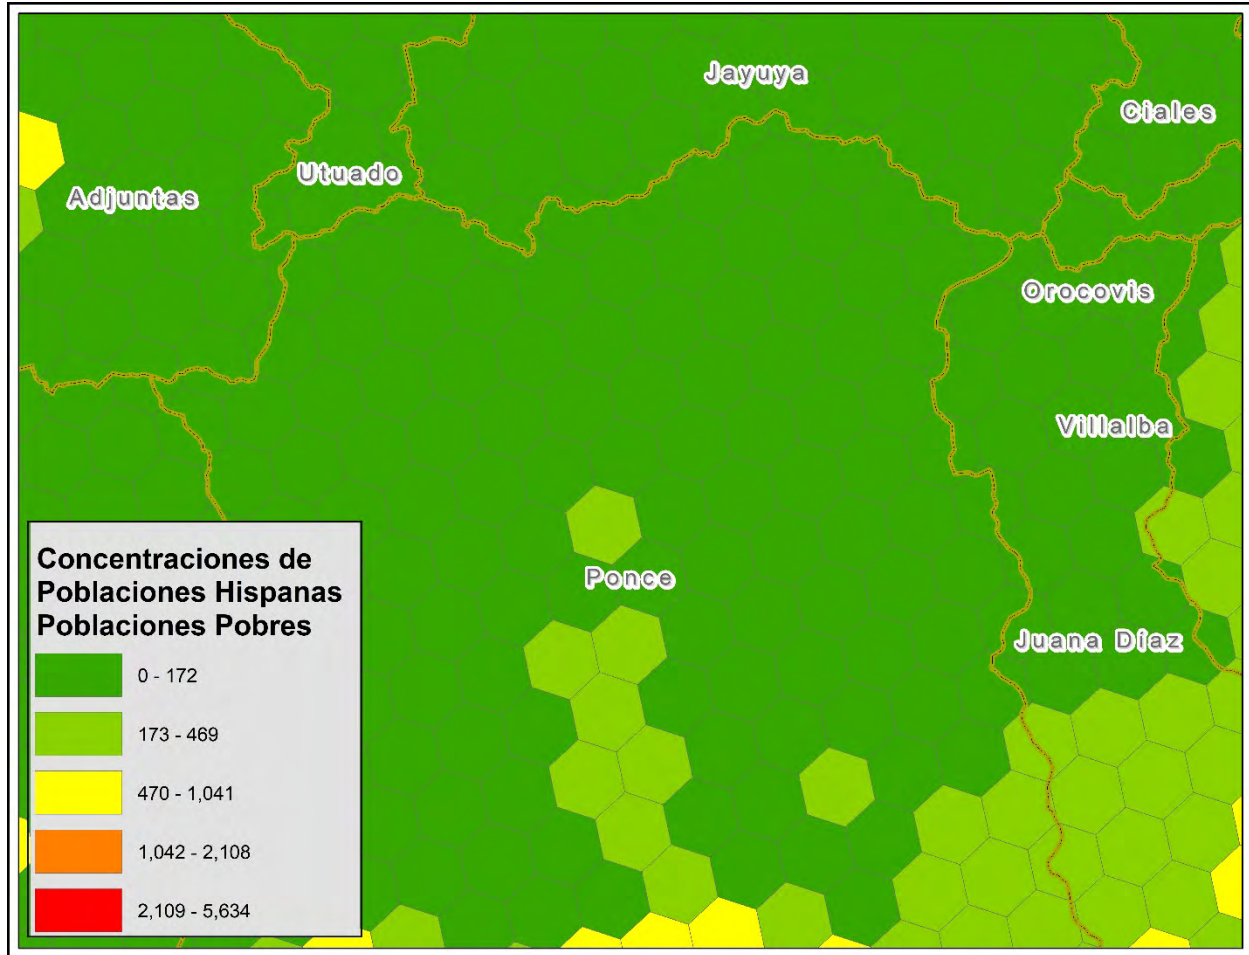 Jayuya
Ciales
Utuado
Adjuntas
Orocovis
Villalba
Ponce
Juana Díaz
Concentraciones de
Poblaciones Hispanas
Poblaciones Pobres
0 - 172
173 - 469
470 - 1,041
1,042 - 2,108
2,109 - 5,634